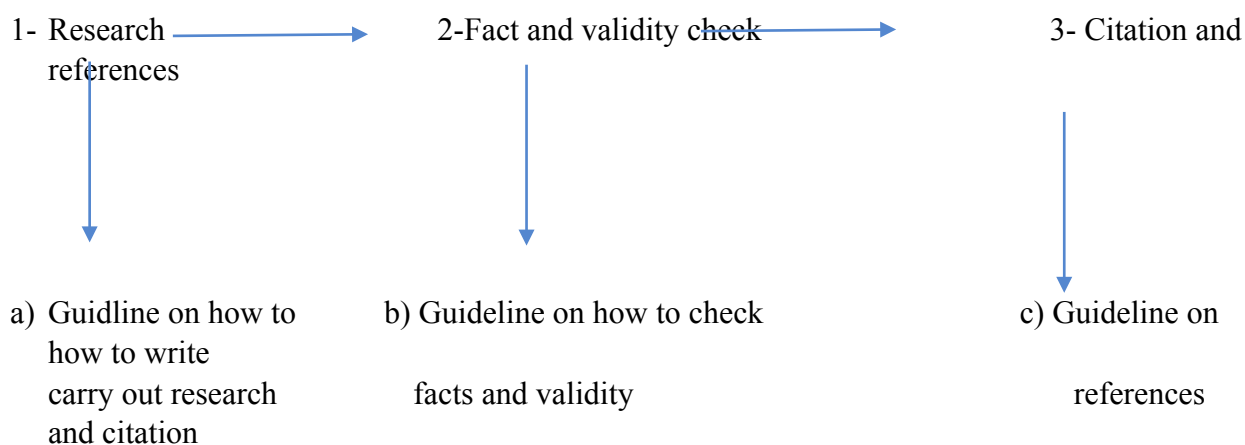 1- Research 2-Fact and validity check 3- Citation and
references
a) Guidline on how to b) Guideline on how to check c) Guideline on
how to write
carry out research facts and validity references
and citation